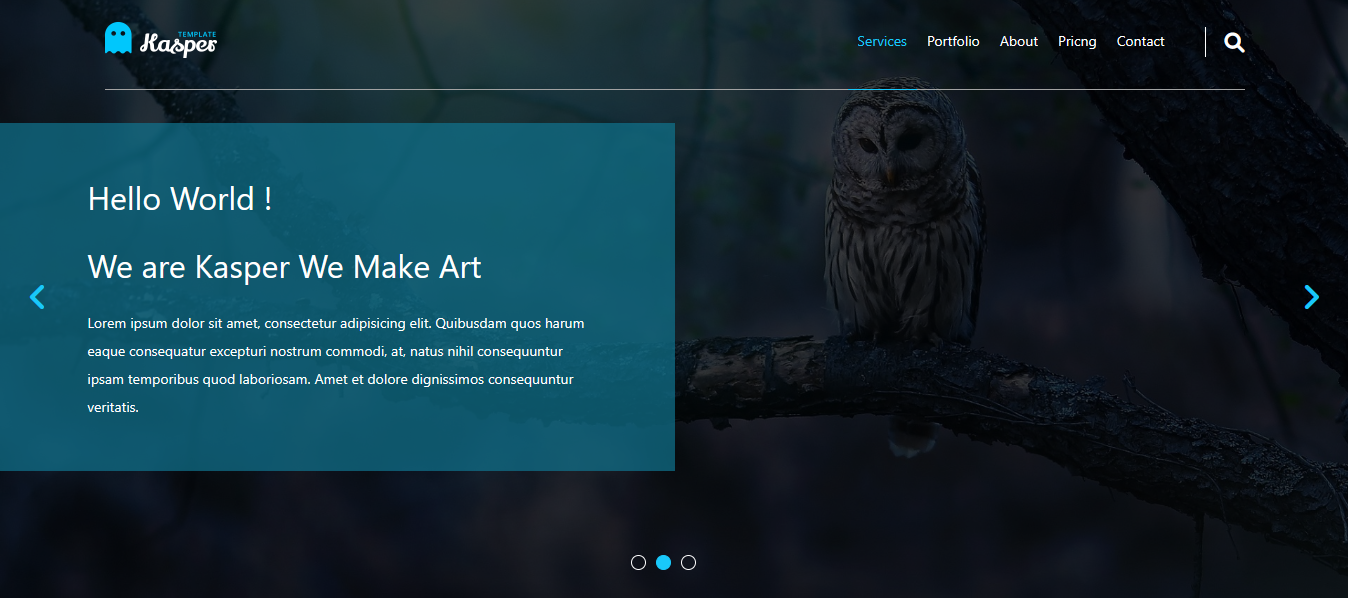 TEMPLATE
Kasper
Services Portfolio About Pricng Contact
Hello World !
We are Kasper We Make Art
Lorem ipsum dolor sit amet, consectetur adipisicing elit. Quibusdam quos harum
eaque consequatur excepturi nostrum commodi, at, natus nihil consequuntur
ipsam temporibus quod laboriosam. Amet et dolore dignissimos consequuntur
veritatis.